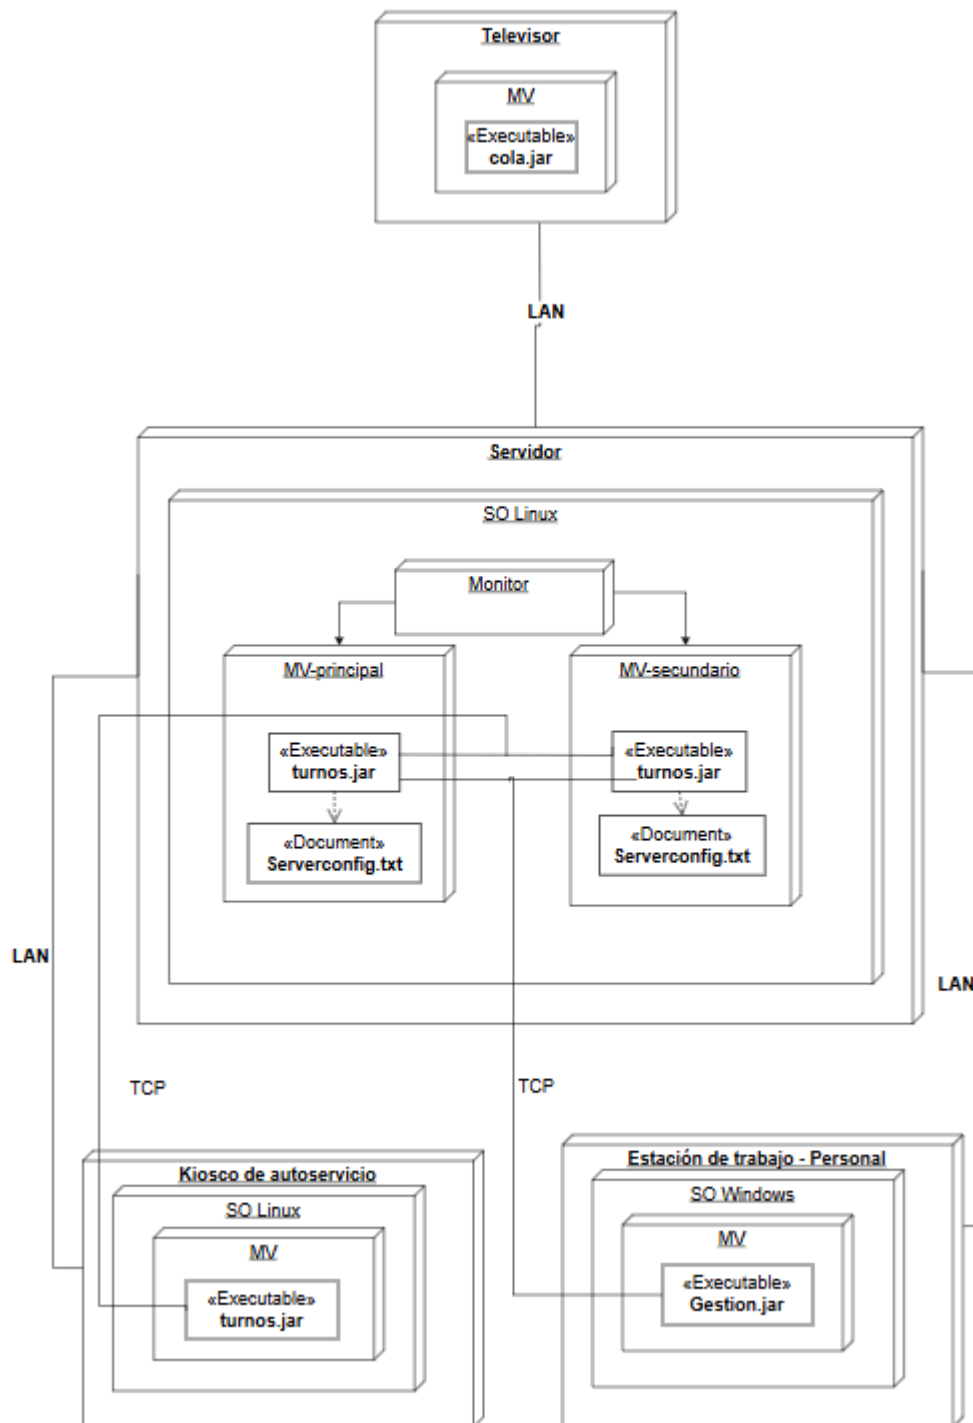 Televisor
MV
«Executable»
cola.jar
LAN
Servidor
SO Linux
Monitor
MV-principal
MV-secundario
«Executable»
turnos.jar
«Executable»
turnos.jar
«Document»
Serverconfig.txt
«Document»
Serverconfig.txt
LAN
LAN
TCP
TCP
Kiosco de autoservicio
SO Linux
MV
«Executable»
turnos.jar
Estación de trabajo - Personal
SO Windows
MV
«Executable»
Gestion.jar